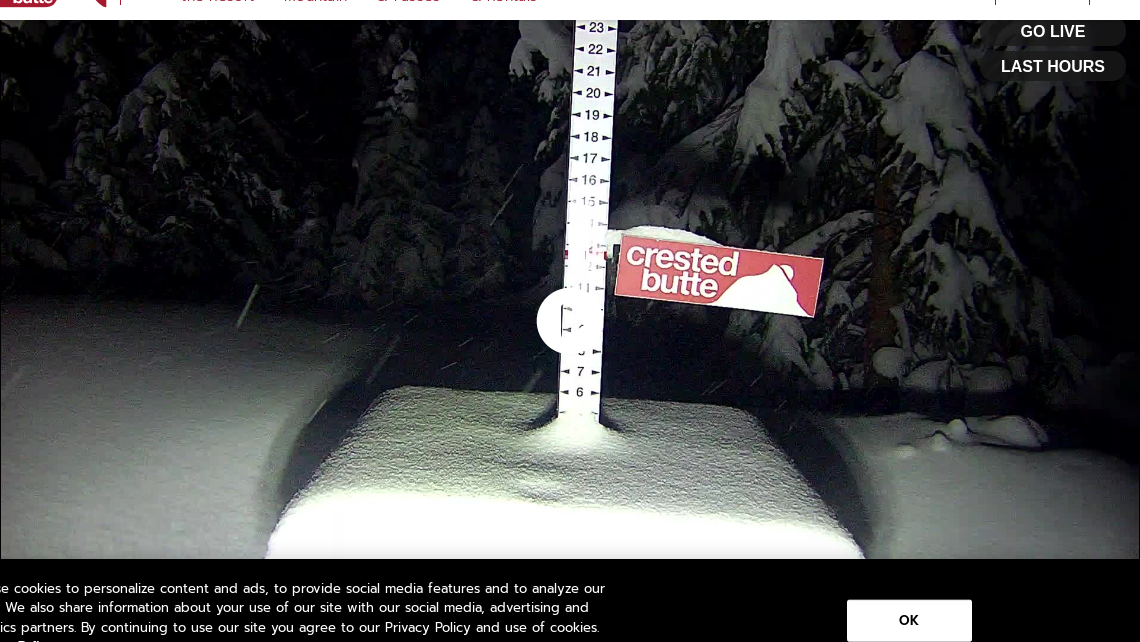 GO LIVE
LAST HOURS
23
22
21
20
19
18
17
16
15
11
7
6
crested
butte
cookies to personalize content and ads, to provide social media features and to analyze our
We also share information about your use of our site with our social media, advertising and
partners. By continuing to use our site you agree to our Privacy Policy and use of cookies.
OK